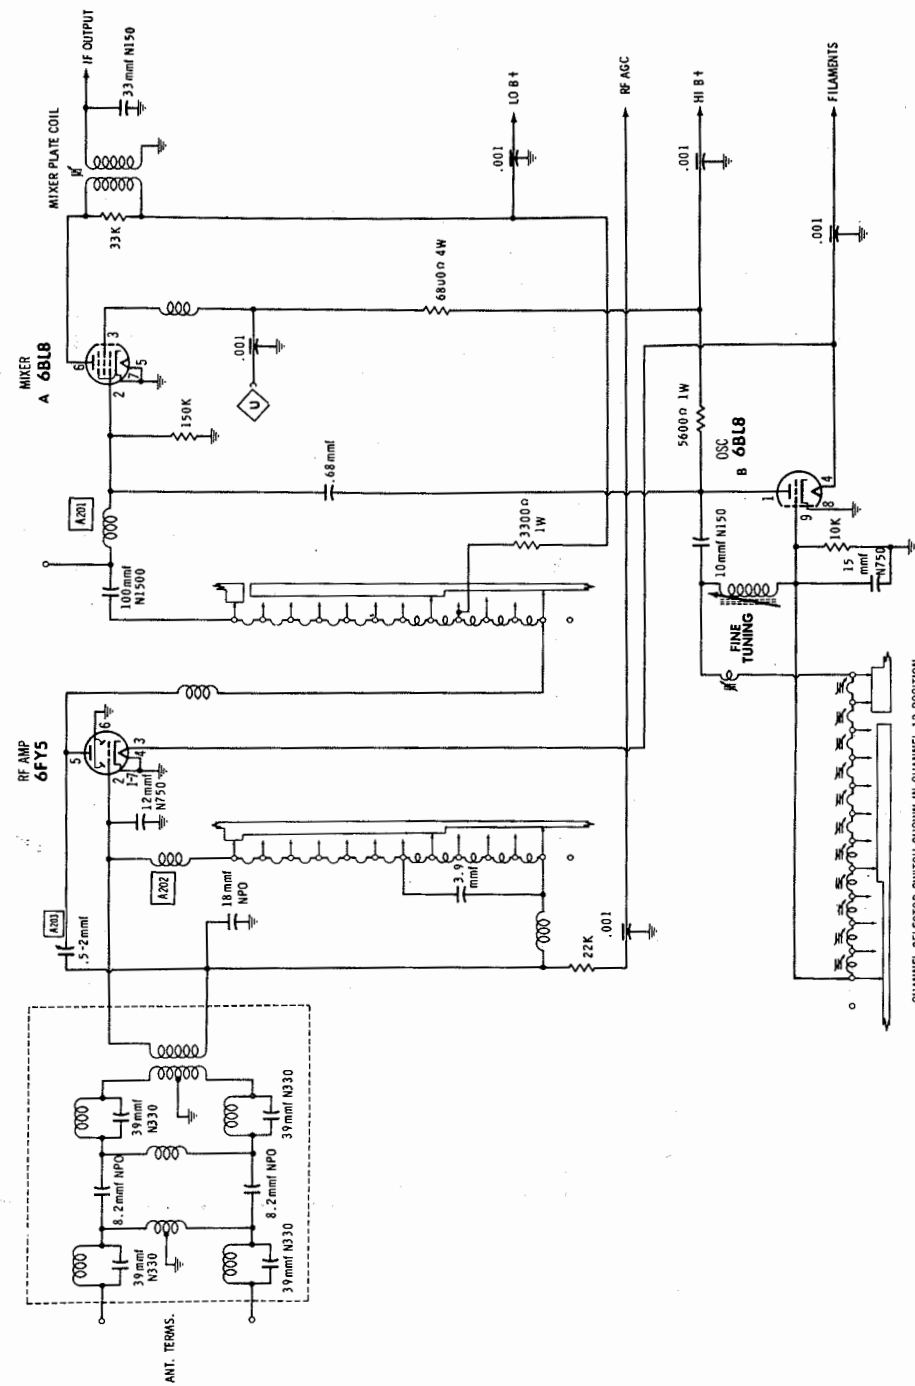 ANT. TERMS.
39mmf
N330
39mmf N330
8.2mmf NPO
8.2mmf NPO
39mmf
N330
39mmf N330
A203
.5-2mmf
18mmf
NPO
A202
12mmf
N750
RF AMP
6FY5
5
6
2
1-7
4
3
3.9
mmf
22K
.001
100mmf
N1500
A201
150K
.68mmf
3300Ω
1W
MIXER
A 6BL8
6
3
2
7
5
.001
U
6800Ω 4W
33K
MIXER PLATE COIL
33mmf N150
IF OUTPUT
.001
LO B+
RF AGC
.001
HI B+
5600Ω 1W
OSC
B 6BL8
1
9
8
4
10mmf N150
10K
15
mmf
N750
FINE
TUNING
.001
FILAMENTS